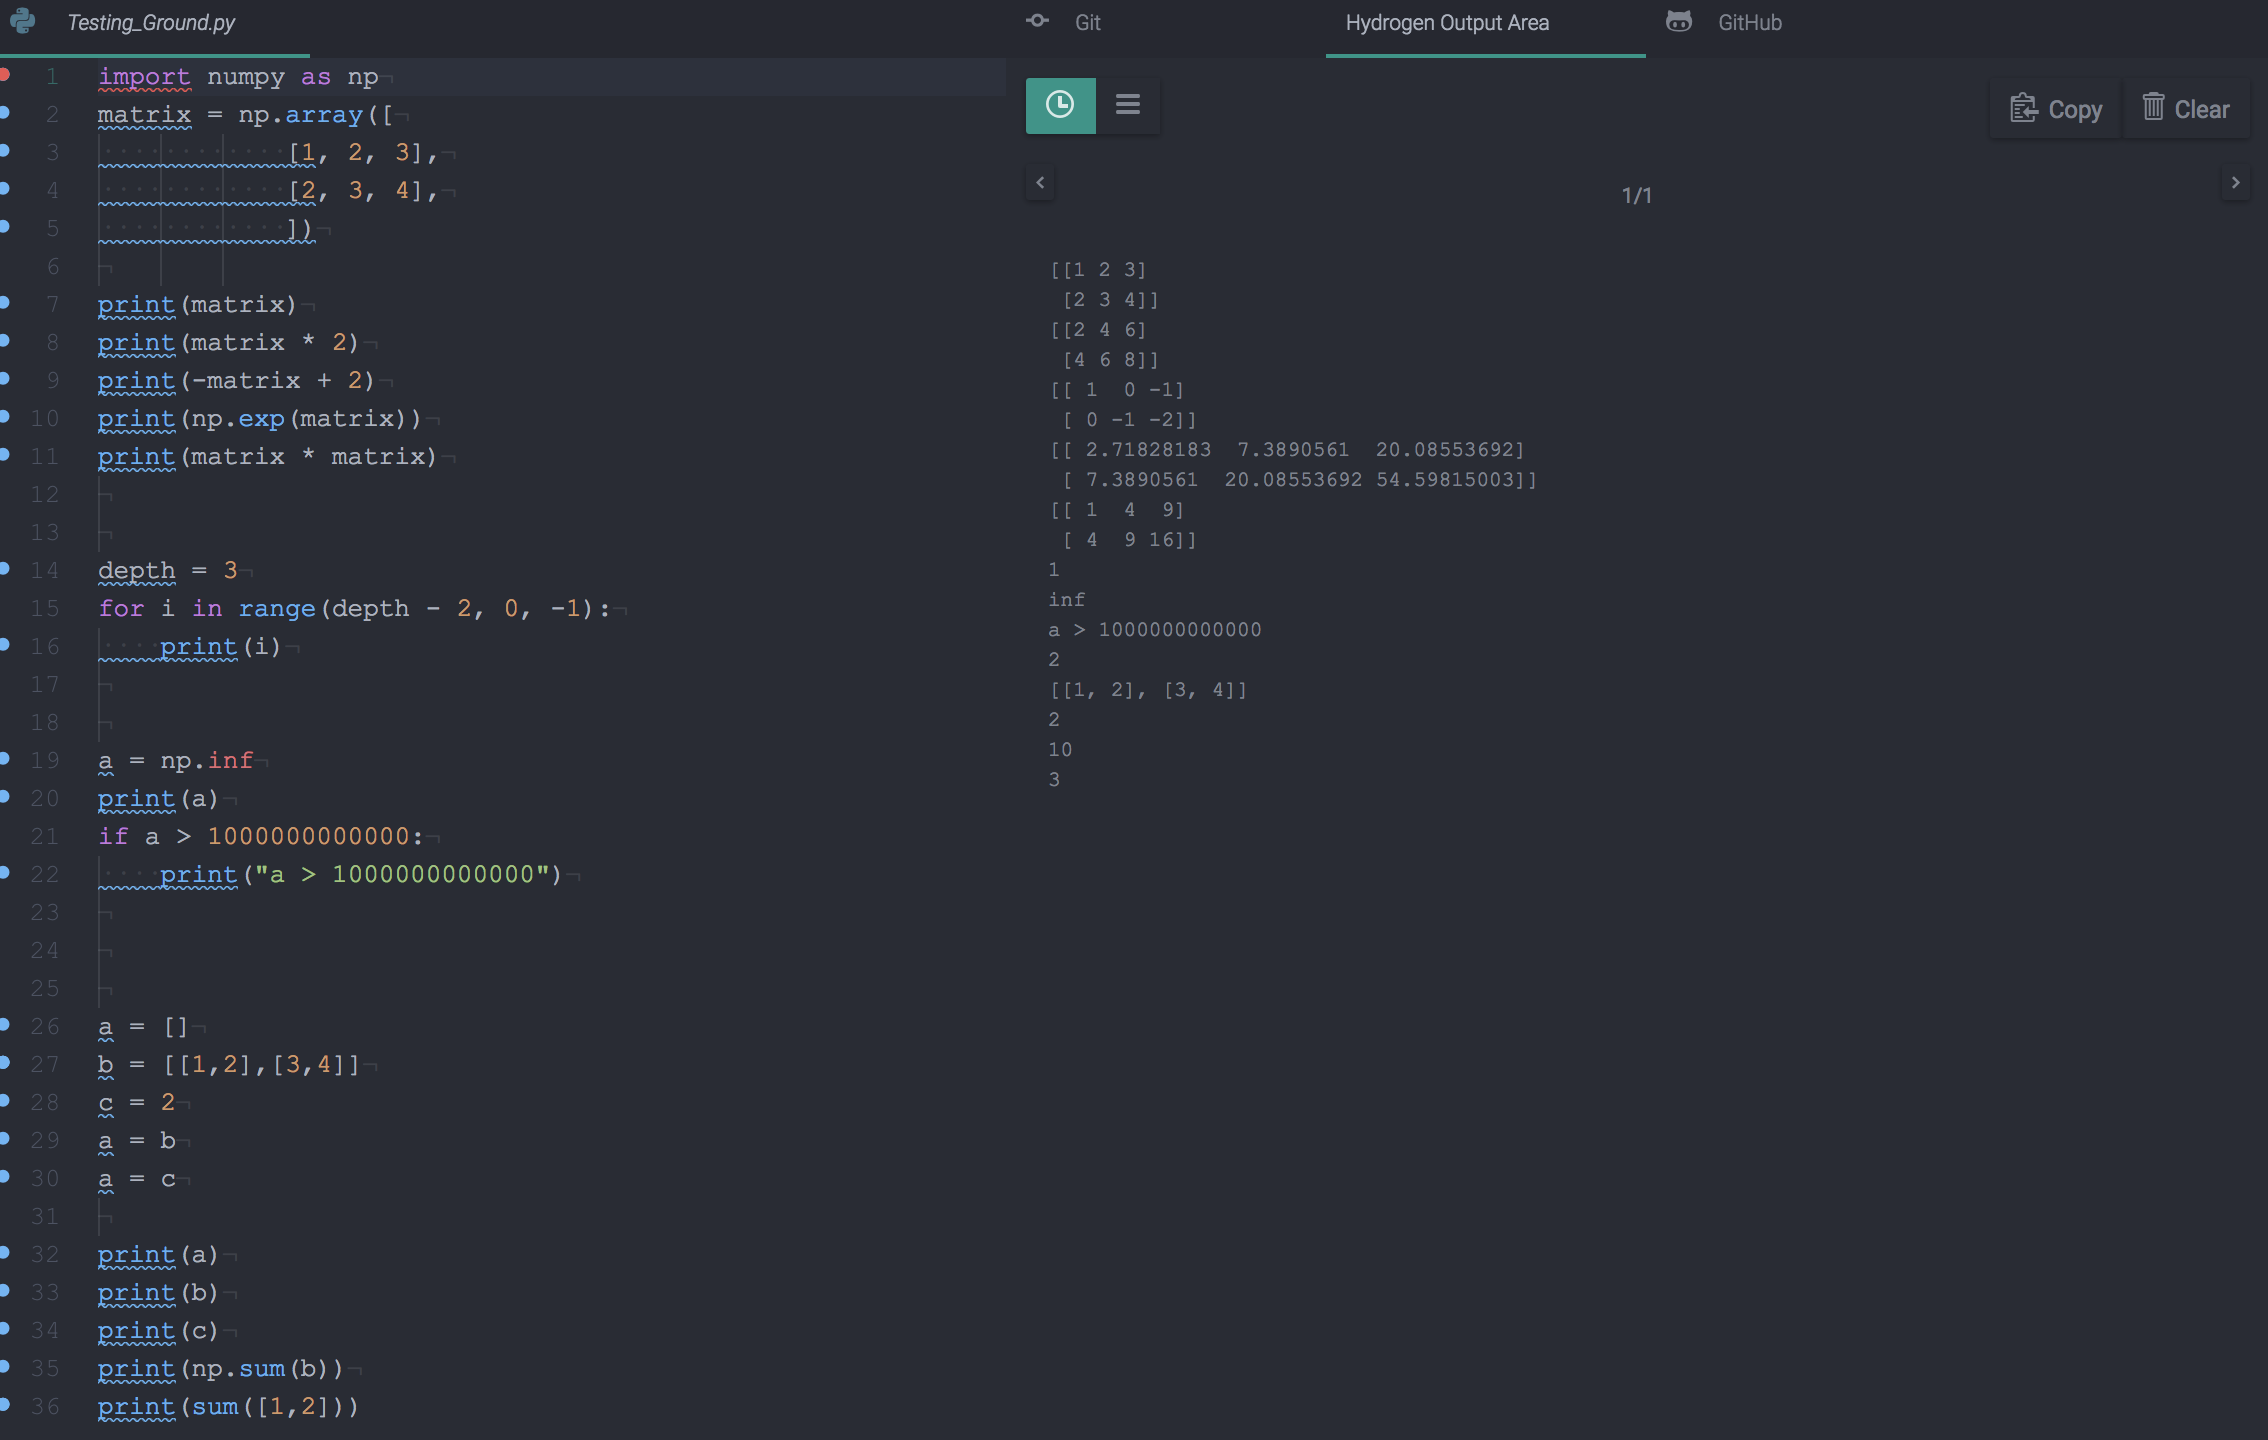 Testing_Ground.py
1 import numpy as np
2 matrix = np.array([
3             [1, 2, 3],
4             [2, 3, 4],
5             ])
6
7 print(matrix)
8 print(matrix * 2)
9 print(-matrix + 2)
10 print(np.exp(matrix))
11 print(matrix * matrix)
12
13
14 depth = 3
15 for i in range(depth - 2, 0, -1):
16     print(i)
17
18
19 a = np.inf
20 print(a)
21 if a > 1000000000000:
22     print("a > 1000000000000")
23
24
25
26 a = []
27 b = [[1,2],[3,4]]
28 c = 2
29 a = b
30 a = c
31
32 print(a)
33 print(b)
34 print(c)
35 print(np.sum(b))
36 print(sum([1,2]))
Git Hydrogen Output Area GitHub
Copy Clear
1/1
[[1 2 3]
 [2 3 4]]
[[2 4 6]
 [4 6 8]]
[[ 1  0 -1]
 [ 0 -1 -2]]
[[ 2.71828183  7.3890561  20.08553692]
 [ 7.3890561  20.08553692 54.59815003]]
[[ 1  4  9]
 [ 4  9 16]]
1
inf
a > 1000000000000
2
[[1, 2], [3, 4]]
2
10
3